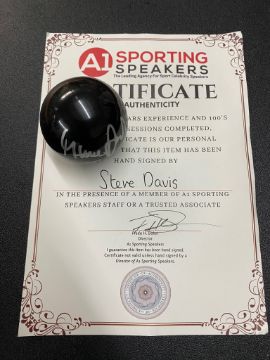 A1 SPORTING
SPEAKERS
The Leading Agency for Sport Celebrity Speakers
RTIFICATE
AUTHENTICITY
ARS EXPERIENCE AND 100'S
SESSIONS COMPLETED,
CATE IS OUR PERSONAL
THAT THIS ITEM HAS BEEN
HAND SIGNED BY
Steve Davis
IN THE PRESENCE OF A MEMBER OF A1 SPORTING
SPEAKERS STAFF OR A TRUSTED ASSOCIATE
Director
A1 Sporting Speakers
I guarantee this item has been hand signed.
Certificate not valid unless hand signed by a
Director of A1 Sporting Speakers.